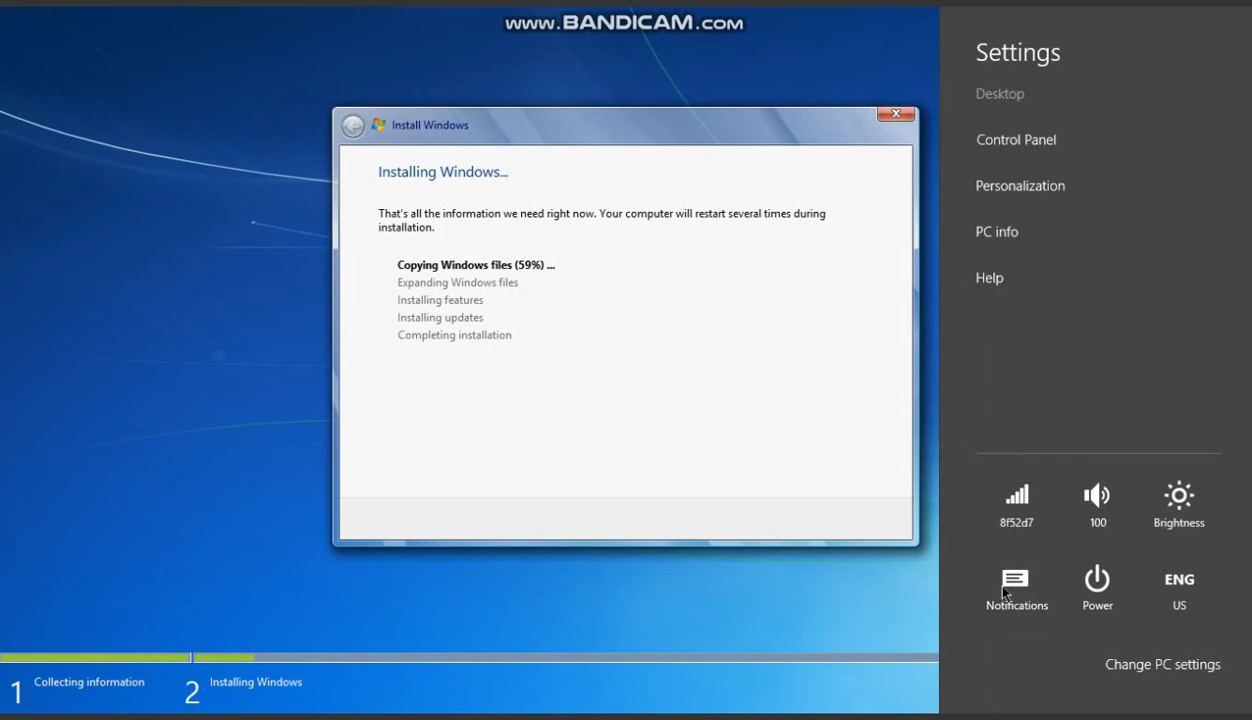 www.BANDICAM.com
Install Windows
Installing Windows...
That's all the information we need right now. Your computer will restart several times during
installation.
Copying Windows files (59%) ...
Expanding Windows files
Installing features
Installing updates
Completing installation
1 Collecting information
2 Installing Windows
Settings
Desktop
Control Panel
Personalization
PC info
Help
8f52d7
100
Brightness
Notifications
Power
ENG
US
Change PC settings